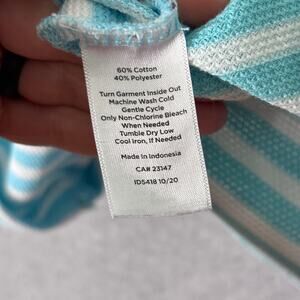 60% Cotton
40% Polyester
Turn Garment Inside Out
Machine Wash Cold
Gentle Cycle
Only Non-Chlorine Bleach
When Needed
Tumble Dry Low
Cool Iron, If Needed
Made in Indonesia
CA# 23147
ID5418 10/20